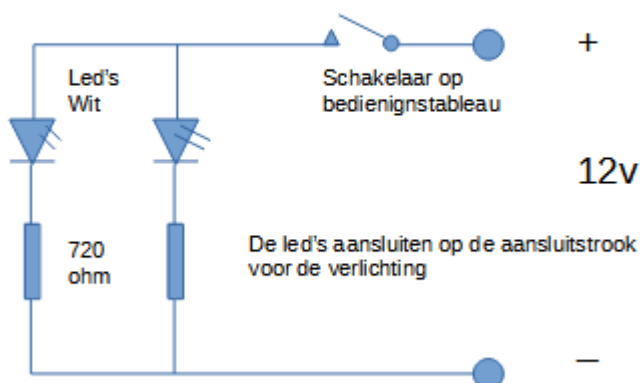 +
Led's
Wit
Schakelaar op
bedienignstableau
12v
720
ohm
De led's aansluiten op de aansluitstrook
voor de verlichting
–